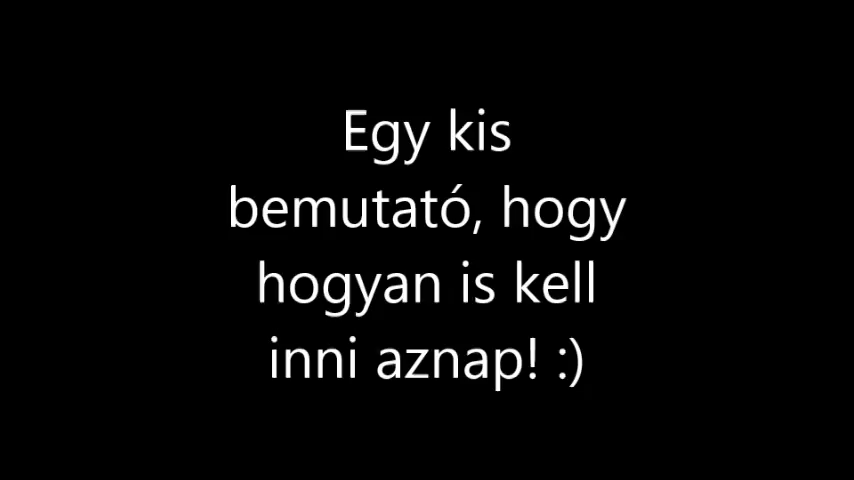 Egy kis
bemutató, hogy
hogyan is kell
inni aznap! :)